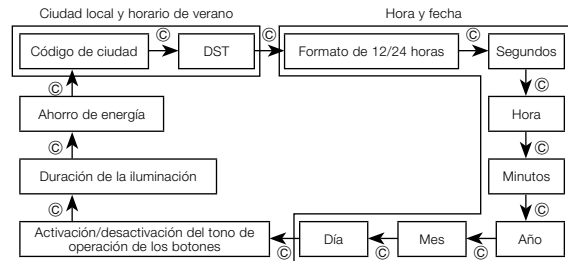 Ciudad local y horario de verano
Hora y fecha
Código de ciudad
Ⓒ
DST
Ⓒ
Formato de 12/24 horas
Ⓒ
Segundos
Ⓒ
Ⓒ
Ahorro de energía
Hora
Ⓒ
Ⓒ
Duración de la iluminación
Minutos
Ⓒ
Ⓒ
Activación/desactivación del tono de
operación de los botones
Ⓒ
Día
Ⓒ
Mes
Ⓒ
Año